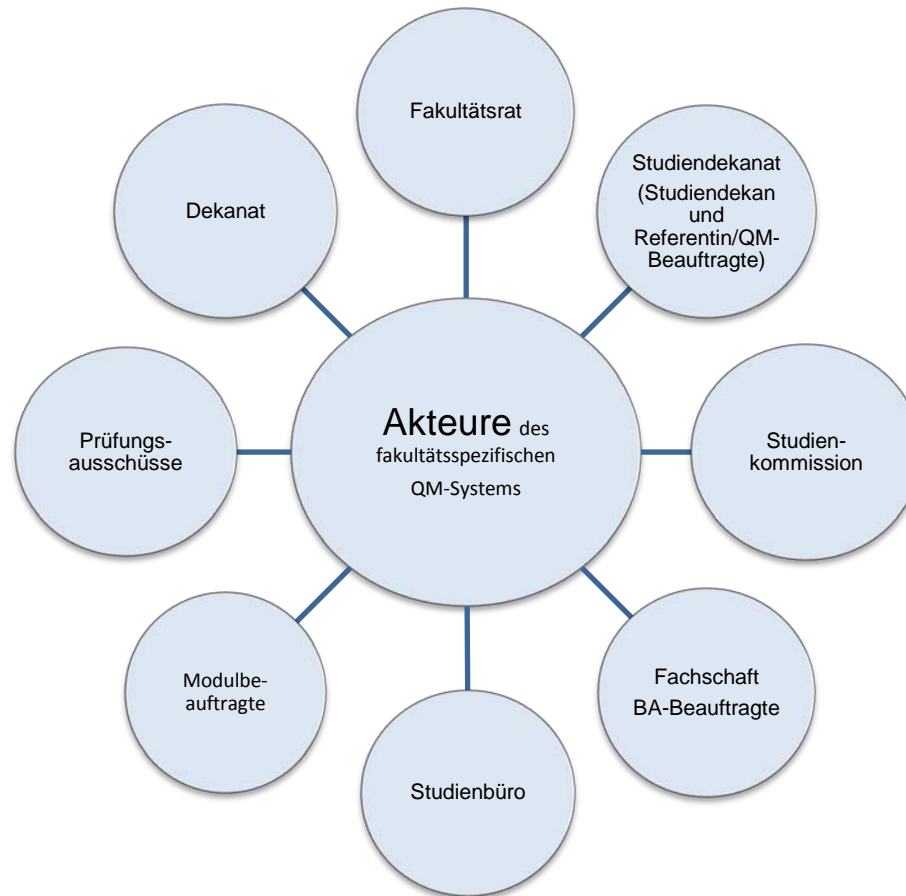 Fakultätsrat
Studiendekanat
(Studiendekan
und
Referentin/QM-
Beauftragte)
Dekanat
Akteure des
fakultätsspezifischen
QM-Systems
Prüfungs-
ausschüsse
Studien-
kommission
Modulbe-
auftragte
Fachschaft
BA-Beauftragte
Studienbüro